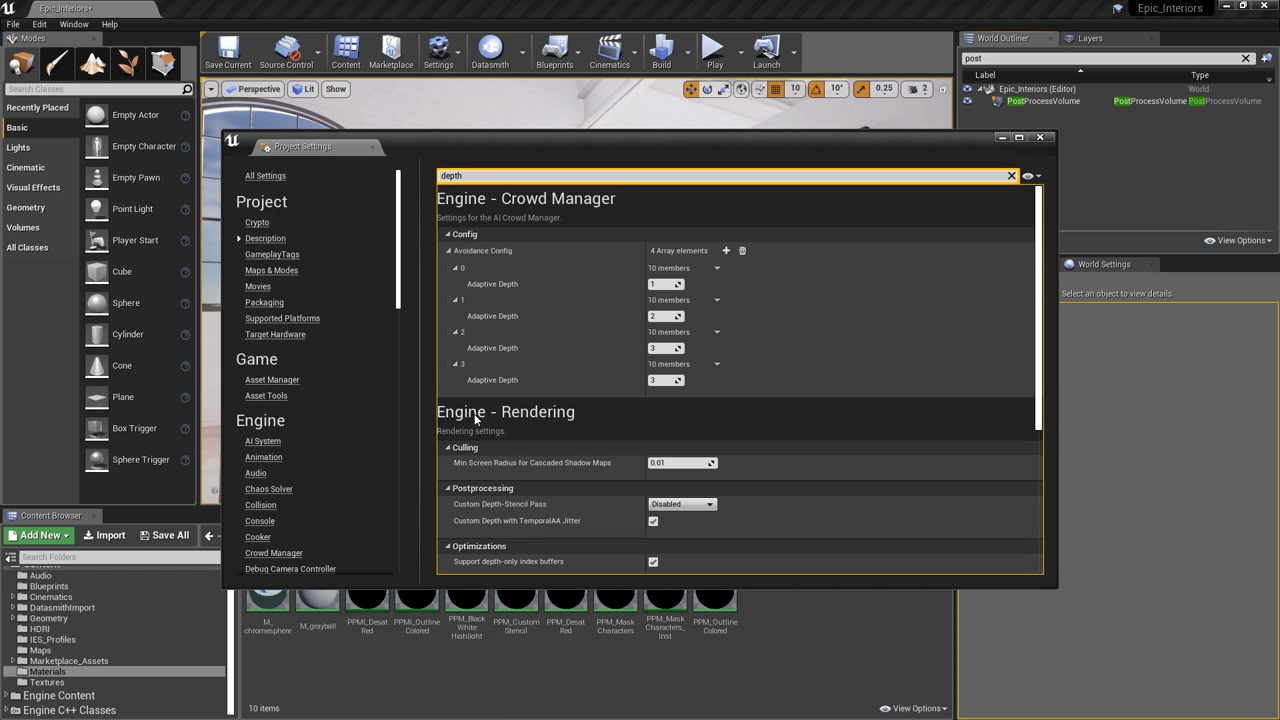 Epic_Interiors*
Epic_Interiors
File Edit Window Help
Modes
Search Classes
Recently Placed
Basic
Lights
Cinematic
Visual Effects
Geometry
Volumes
All Classes
Empty Actor
Empty Character
Empty Pawn
Point Light
Player Start
Cube
Sphere
Cylinder
Cone
Plane
Box Trigger
Sphere Trigger
Save Current Source Control Content Marketplace Settings Datasmith Blueprints Cinematics Build Play Launch
Perspective Lit Show
10 10° 0.25 2
World Outliner Layers
post
Label Type
Epic_Interiors (Editor) World
PostProcessVolume PostProcessVolume PostProcessVolume
View Options
World Settings
Select an object to view details.
Project Settings
All Settings
Project
Crypto
Description
GameplayTags
Maps & Modes
Movies
Packaging
Supported Platforms
Target Hardware
Game
Asset Manager
Asset Tools
Engine
AI System
Animation
Audio
Chaos Solver
Collision
Console
Cooker
Crowd Manager
Debug Camera Controller
depth
Engine - Crowd Manager
Settings for the AI Crowd Manager.
Config
Avoidance Config 4 Array elements
0 10 members
Adaptive Depth 1
1 10 members
Adaptive Depth 2
2 10 members
Adaptive Depth 3
3 10 members
Adaptive Depth 3
Engine - Rendering
Rendering settings.
Culling
Min Screen Radius for Cascaded Shadow Maps 0.01
Postprocessing
Custom Depth-Stencil Pass Disabled
Custom Depth with TemporalAA Jitter
Optimizations
Support depth-only index buffers
Content Browser
Add New Import Save All
Search Folders
Content
Audio
Blueprints
Cinematics
DatasmithImport
Geometry
HDRI
IES_Profiles
Maps
Marketplace_Assets
Materials
Textures
Engine Content
Engine C++ Classes
M_
chromesphere
M_grayball
PPMI_Desat
Red
PPMI_Outline
Colored
PPM_Black
White
Highlight
PPM_Custom
Stencil
PPM_Desat
Red
PPM_Mask
Characters
PPM_Mask
Characters_
Inst
PPM_Outline
Colored
10 items
View Options